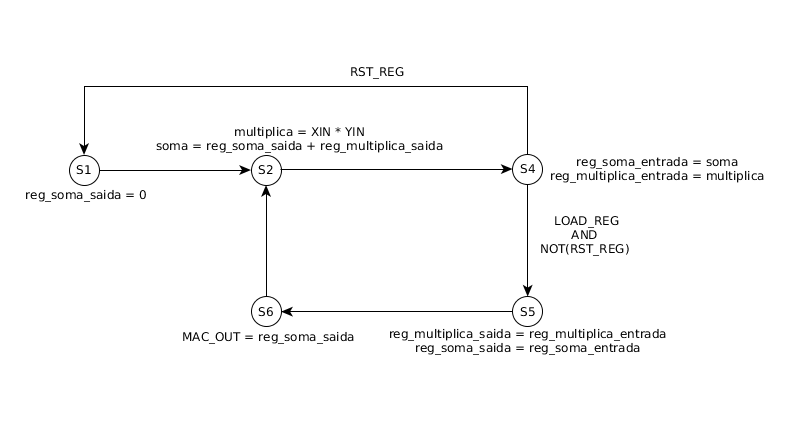 RST_REG
multiplica = XIN * YIN
soma = reg_soma_saida + reg_multiplica_saida
S1
S2
S4
reg_soma_entrada = soma
reg_multiplica_entrada = multiplica
reg_soma_saida = 0
LOAD_REG
AND
NOT(RST_REG)
S6
S5
MAC_OUT = reg_soma_saida
reg_multiplica_saida = reg_multiplica_entrada
reg_soma_saida = reg_soma_entrada